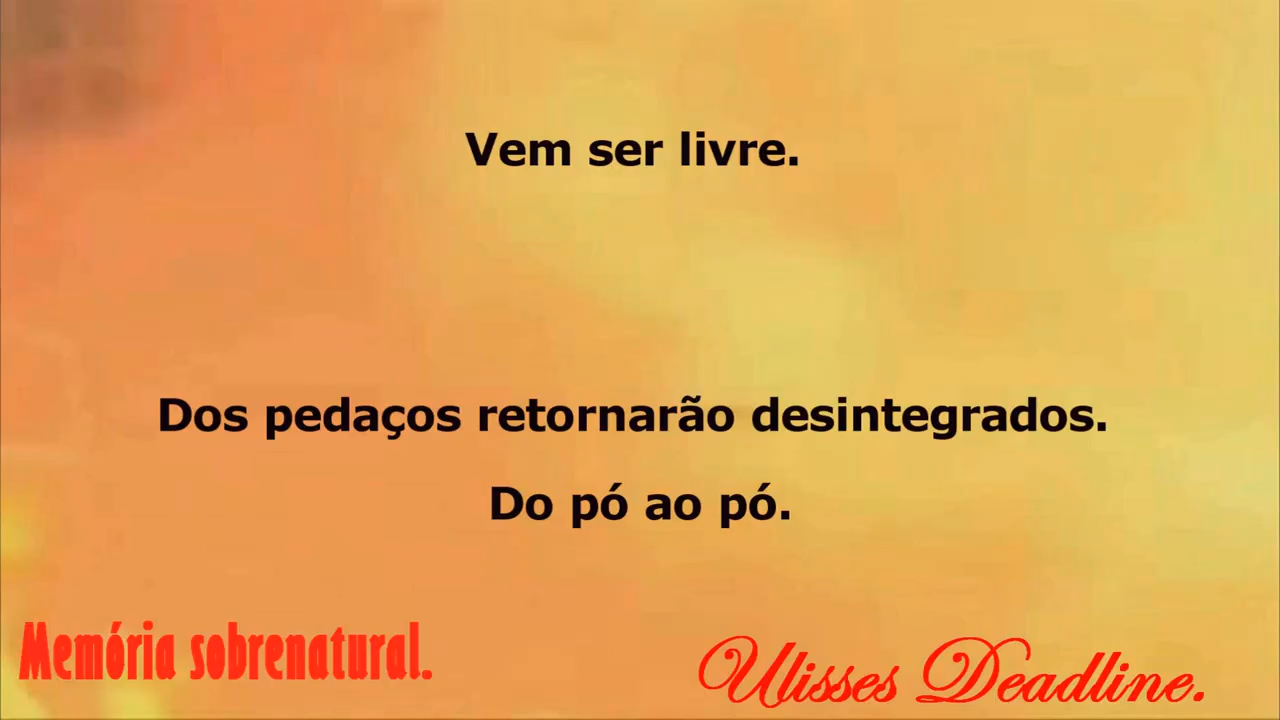 Vem ser livre.
Dos pedaços retornarão desintegrados.
Do pó ao pó.
Memória sobrenatural.
Ulisses Deadline.